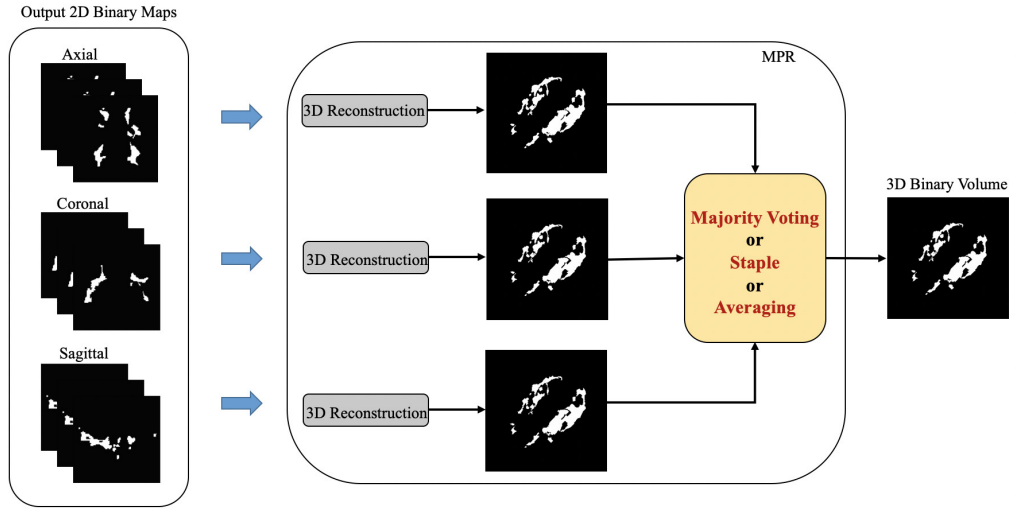 Output 2D Binary Maps
Axial
Coronal
Sagittal
MPR
3D Reconstruction
3D Reconstruction
3D Reconstruction
Majority Voting
or
Staple
or
Averaging
3D Binary Volume